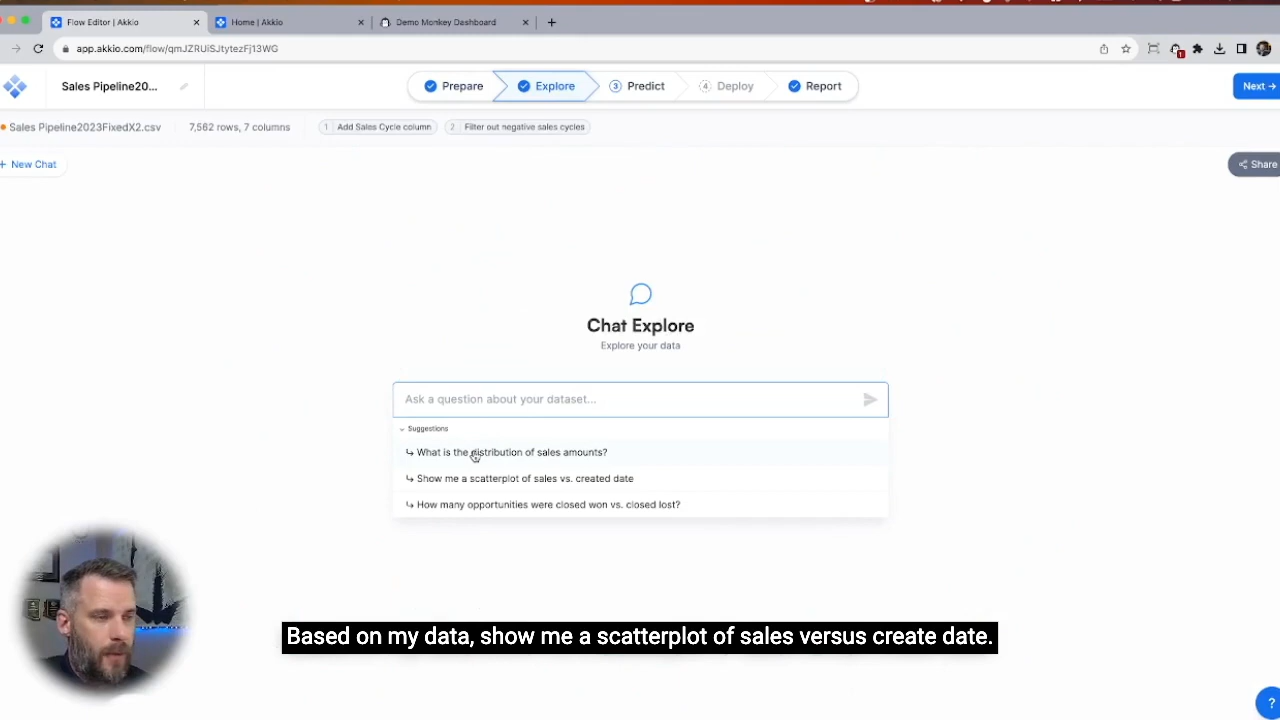 Flow Editor | Akkio
Home | Akkio
Demo Monkey Dashboard
app.akkio.com/flow/qmJZRUiSJtytezFj13WG
Sales Pipeline20...
Prepare
Explore
3 Predict
4 Deploy
Report
Next →
Sales Pipeline2023FixedX2.csv
7,562 rows, 7 columns
1 Add Sales Cycle column
2 Filter out negative sales cycles
+ New Chat
Share
Chat Explore
Explore your data
Ask a question about your dataset...
Suggestions
What is the distribution of sales amounts?
Show me a scatterplot of sales vs. created date
How many opportunities were closed won vs. closed lost?
Based on my data, show me a scatterplot of sales versus create date.
?